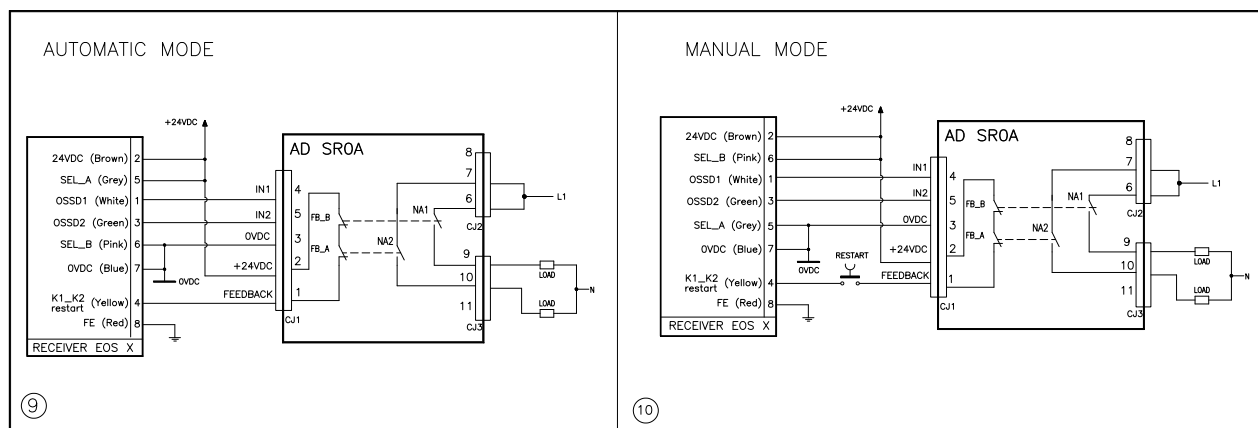 AUTOMATIC MODE
+24VDC
24VDC (Brown) 2
SEL_A (Grey) 5
OSSD1 (White) 1
OSSD2 (Green) 3
SEL_B (Pink) 6
0VDC (Blue) 7
K1_K2 restart (Yellow) 4
FE (Red) 8
RECEIVER EOS X
0VDC
IN1
IN2
0VDC
+24VDC
FEEDBACK
4
5
3
2
1
CJ1
AD SR0A
FB_B
FB_A
NA1
NA2
8
7
6
CJ2
9
10
11
CJ3
L1
LOAD
LOAD
N
9
MANUAL MODE
+24VDC
24VDC (Brown) 2
SEL_B (Pink) 6
OSSD1 (White) 1
OSSD2 (Green) 3
SEL_A (Grey) 5
0VDC (Blue) 7
K1_K2 restart (Yellow) 4
FE (Red) 8
RECEIVER EOS X
0VDC
RESTART
IN1
IN2
0VDC
+24VDC
FEEDBACK
4
5
3
2
1
CJ1
AD SR0A
FB_B
FB_A
NA1
NA2
8
7
6
CJ2
9
10
11
CJ3
L1
LOAD
LOAD
N
10